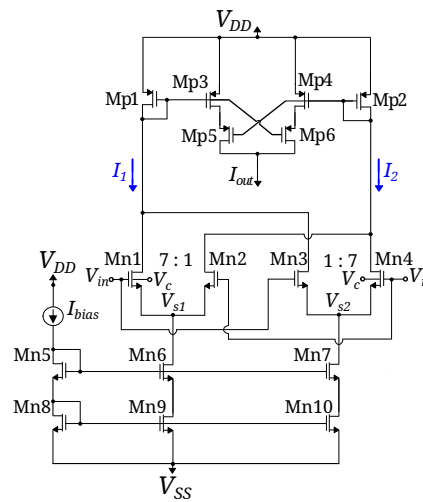 V_DD
Mp1 Mp3 Mp4 Mp2
Mp5 Mp6
I_1 I_out I_2
Mn1 7 : 1 Mn2 Mn3 1 : 7 Mn4
V_in V_c V_c
V_s1 V_s2
V_DD
I_bias
Mn5 Mn6 Mn7
Mn8 Mn9 Mn10
V_SS